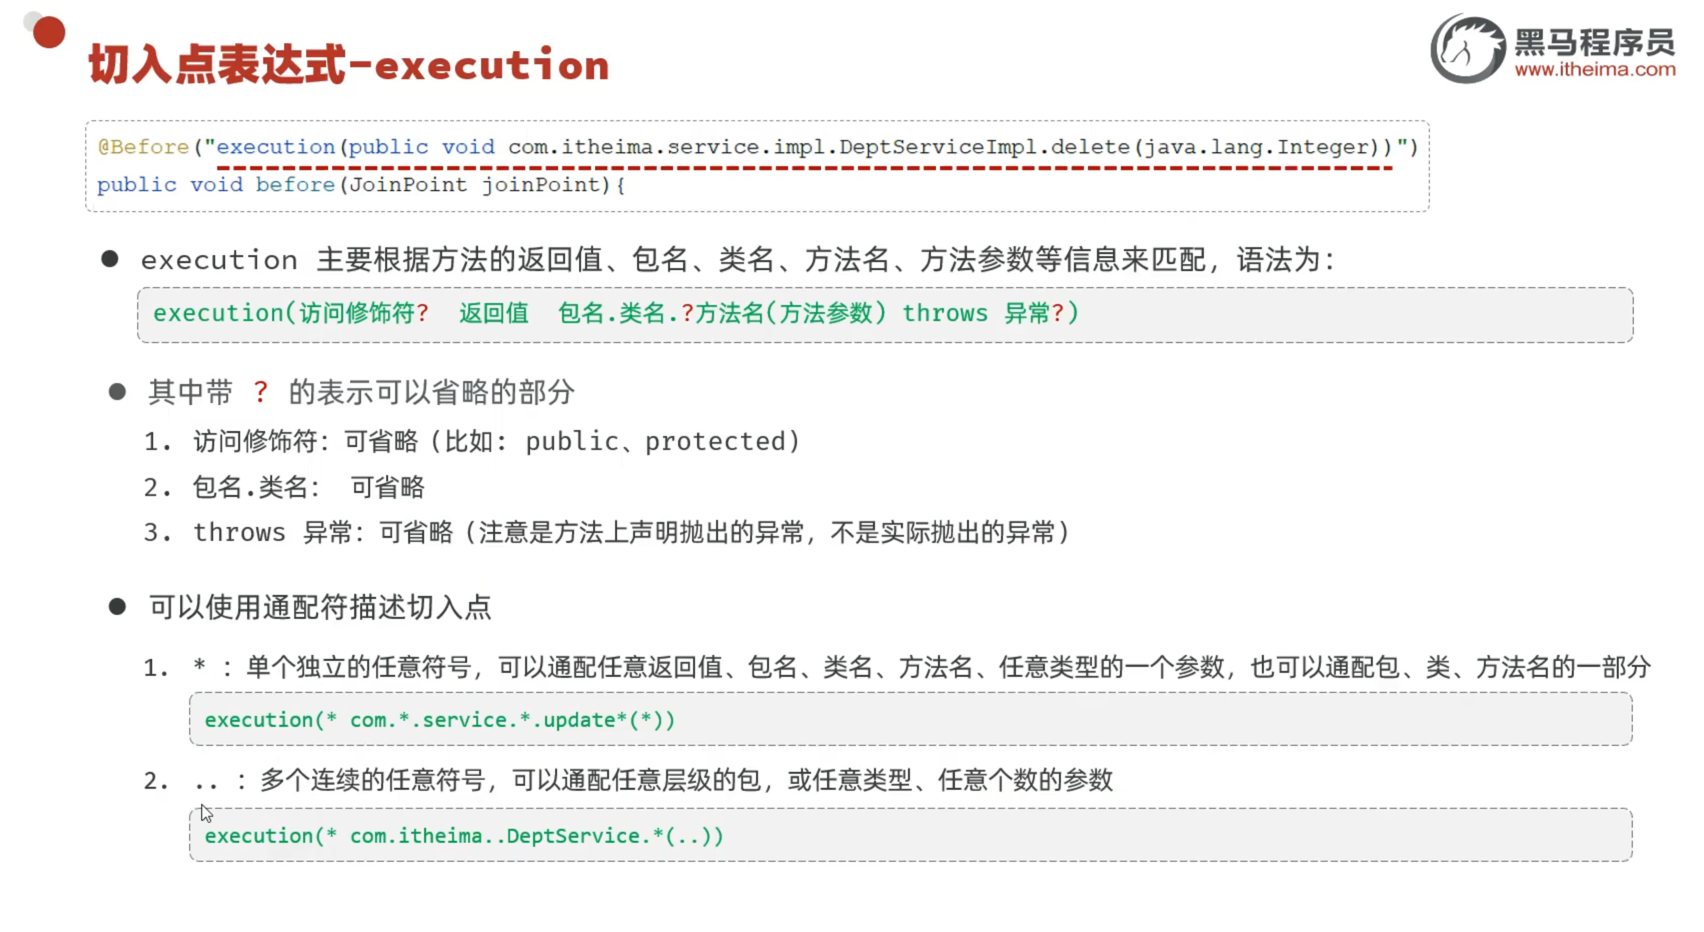 切入点表达式-execution
黑马程序员
www.itheima.com
@Before("execution(public void com.itheima.service.impl.DeptServiceImpl.delete(java.lang.Integer))")
public void before(JoinPoint joinPoint){
● execution 主要根据方法的返回值、包名、类名、方法名、方法参数等信息来匹配，语法为：
execution(访问修饰符? 返回值 包名.类名.?方法名(方法参数) throws 异常?)
● 其中带 ? 的表示可以省略的部分
1. 访问修饰符：可省略（比如: public、protected）
2. 包名.类名： 可省略
3. throws 异常：可省略（注意是方法上声明抛出的异常，不是实际抛出的异常）
● 可以使用通配符描述切入点
1. * ：单个独立的任意符号，可以通配任意返回值、包名、类名、方法名、任意类型的一个参数，也可以通配包、类、方法名的一部分
execution(* com.*.service.*.update*(*))
2. .. ：多个连续的任意符号，可以通配任意层级的包，或任意类型、任意个数的参数
execution(* com.itheima..DeptService.*(..))